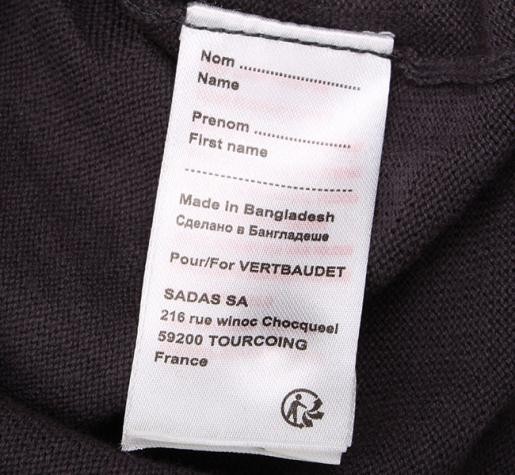 Nom ..............................
Name
Prenom ........................
First name
-----------------------------------
Made in Bangladesh
Сделано в Бангладеше
Pour/For VERTBAUDET
SADAS SA
216 rue winoc Chocqueel
59200 TOURCOING
France